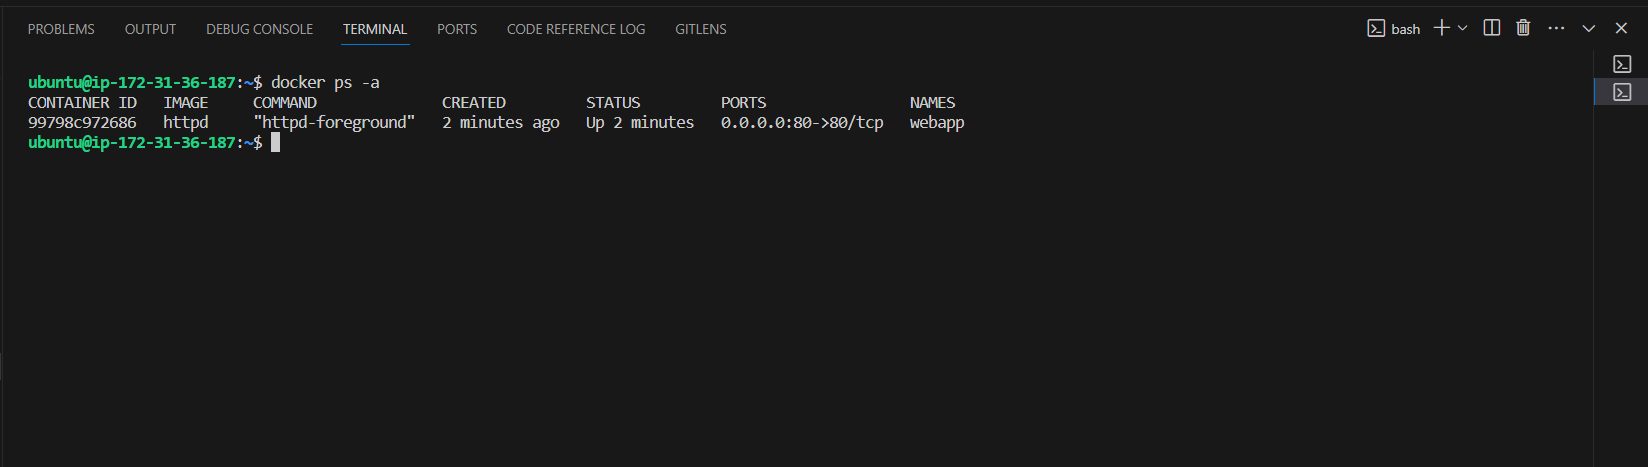 PROBLEMS OUTPUT DEBUG CONSOLE TERMINAL PORTS CODE REFERENCE LOG GITLENS bash
ubuntu@ip-172-31-36-187:~$ docker ps -a
CONTAINER ID IMAGE COMMAND CREATED STATUS PORTS NAMES
99798c972686 httpd "httpd-foreground" 2 minutes ago Up 2 minutes 0.0.0.0:80->80/tcp webapp
ubuntu@ip-172-31-36-187:~$